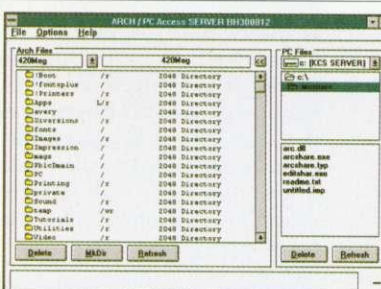 ARCH / PC Access SERVER BH300812
File Options Help
Arch Files
420Meg 420Meg <<
!Boot /r 2048 Directory
!fontsplus / 2048 Directory
!Printers /r 2048 Directory
Apps L/r 2048 Directory
avery / 2048 Directory
Diversions /r 2048 Directory
fonts / 2048 Directory
Images /r 2048 Directory
Impression / 2048 Directory
mags / 2048 Directory
PblcDmain / 2048 Directory
PC / 2048 Directory
Printing /r 2048 Directory
private / 2048 Directory
Sound /r 2048 Directory
temp /wr 2048 Directory
Tutorials /r 2048 Directory
Utilities /r 2048 Directory
Video /r 2048 Directory
Delete MkDir Refresh
PC Files
c: [KCS SERVER]
c:\
arc.dll
arcshare.exe
arcshare.typ
editshar.exe
readme.txt
untitled.imp
Delete Refresh